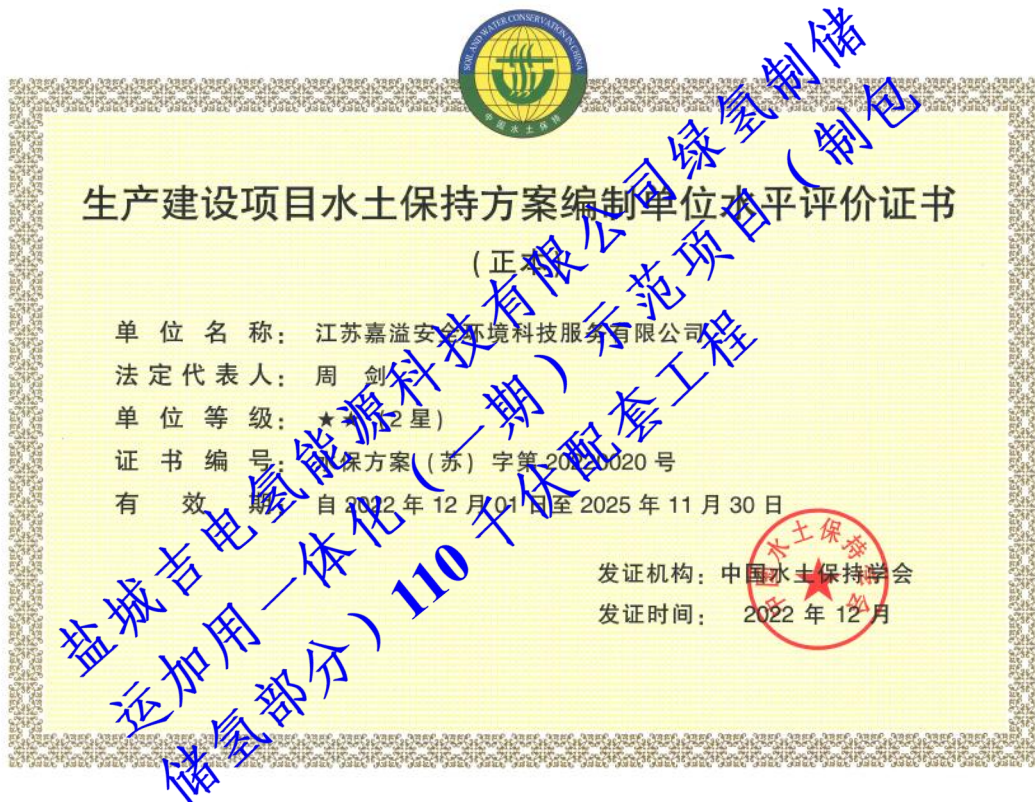 SOIL AND WATER CONSERVATION IN CHINA
中国水土保持
生产建设项目水土保持方案编制单位水平评价证书
(正本)
单位名称：江苏嘉溢安全环境科技服务有限公司
法定代表人：周 剑
单位等级：★★（2星）
证书编号：水保方案（苏）字第20220020号
有效期：自2022年12月01日至2025年11月30日
发证机构：中国水土保持学会
发证时间：2022年12月
中国水土保持学会
盐城吉电氢能源科技有限公司绿氢制储
运加用一体化（一期）示范项目（制包
储氢部分）110千伏配套工程